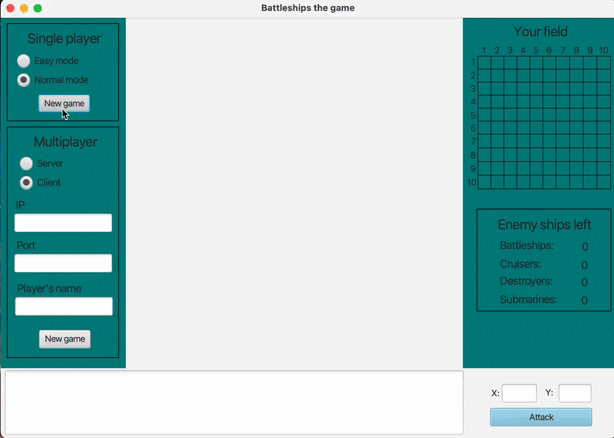 Battleships the game
Single player
Easy mode
Normal mode
New game
Multiplayer
Server
Client
IP
Port
Player's name
New game
Your field
1 2 3 4 5 6 7 8 9 10
1
2
3
4
5
6
7
8
9
10
Enemy ships left
Battleships: 0
Cruisers: 0
Destroyers: 0
Submarines: 0
X: Y:
Attack